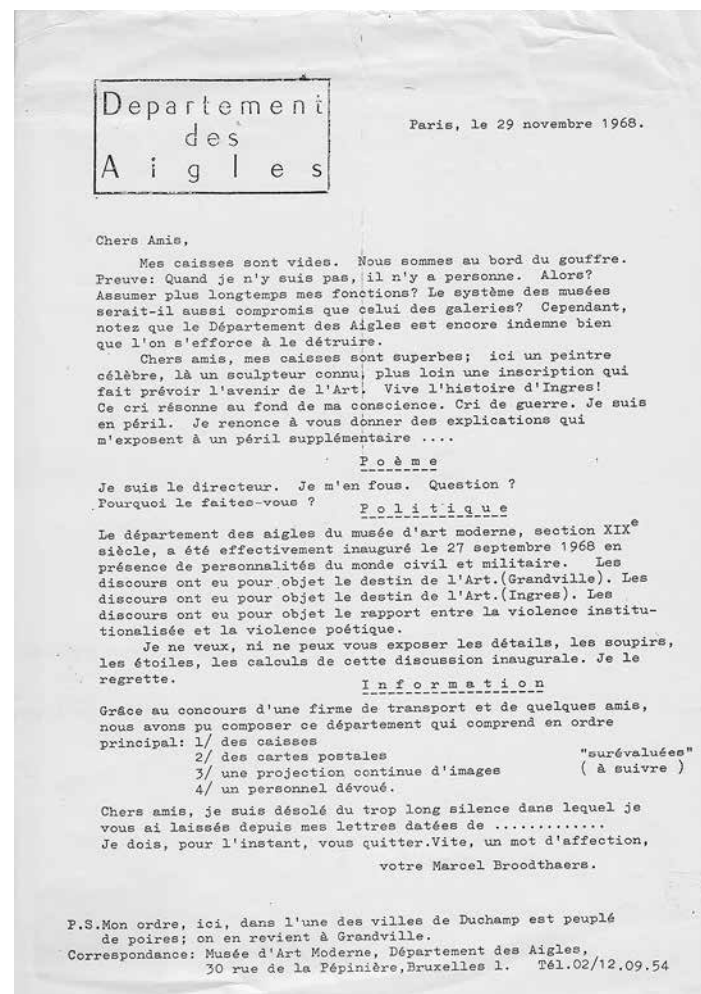 Departement
des
Aigles
Paris, le 29 novembre 1968.
Chers Amis,
Mes caisses sont vides. Nous sommes au bord du gouffre.
Preuve: Quand je n'y suis pas, il n'y a personne. Alors?
Assumer plus longtemps mes fonctions? Le système des musées
serait-il aussi compromis que celui des galeries? Cependant,
notez que le Département des Aigles est encore indemne bien
que l'on s'efforce à le détruire.
Chers amis, mes caisses sont superbes; ici un peintre
célèbre, là un sculpteur connu, plus loin une inscription qui
fait prévoir l'avenir de l'Art. Vive l'histoire d'Ingres!
Ce cri résonne au fond de ma conscience. Cri de guerre. Je suis
en péril. Je renonce à vous donner des explications qui
m'exposent à un péril supplémentaire ....
Poème
Je suis le directeur. Je m'en fous. Question ?
Pourquoi le faites-vous ?
Politique
Le département des aigles du musée d'art moderne, section XIXe
siècle, a été effectivement inauguré le 27 septembre 1968 en
présence de personnalités du monde civil et militaire. Les
discours ont eu pour objet le destin de l'Art.(Grandville). Les
discours ont eu pour objet le destin de l'Art.(Ingres). Les
discours ont eu pour objet le rapport entre la violence institu-
tionalisée et la violence poétique.
Je ne veux, ni ne peux vous exposer les détails, les soupirs,
les étoiles, les calculs de cette discussion inaugurale. Je le
regrette.
Information
Grâce au concours d'une firme de transport et de quelques amis,
nous avons pu composer ce département qui comprend en ordre
principal: 1/ des caisses
2/ des cartes postales "surévaluées"
3/ une projection continue d'images ( à suivre )
4/ un personnel dévoué.
Chers amis, je suis désolé du trop long silence dans lequel je
vous ai laissés depuis mes lettres datées de .............
Je dois, pour l'instant, vous quitter.Vite, un mot d'affection,
votre Marcel Broodthaers.
P.S.Mon ordre, ici, dans l'une des villes de Duchamp est peuplé
de poires; on en revient à Grandville.
Correspondance: Musée d'Art Moderne, Département des Aigles,
30 rue de la Pépinière,Bruxelles 1. Tél.02/12.09.54